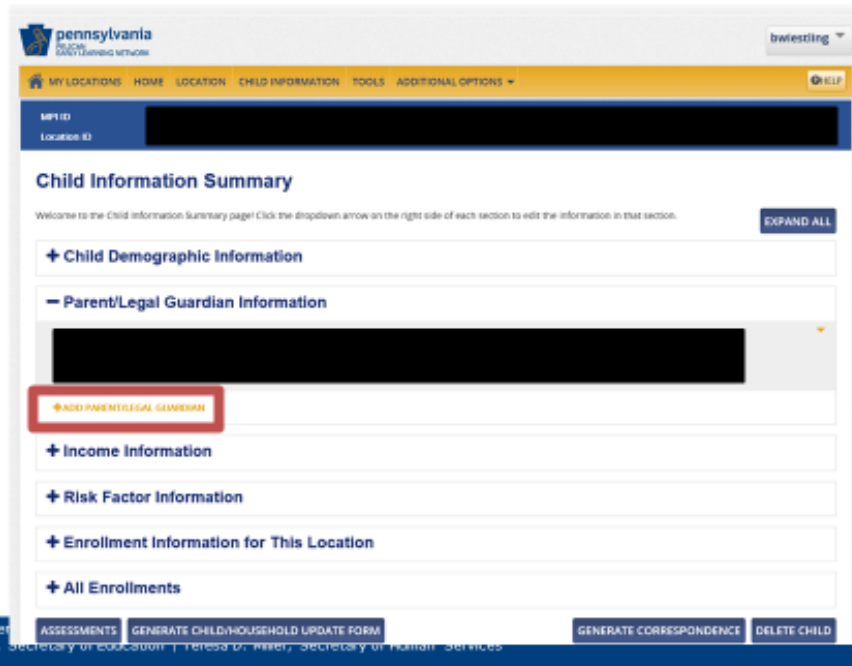 pennsylvania
PELICAN
EARLY LEARNING NETWORK
bwiestling
MY LOCATIONS HOME LOCATION CHILD INFORMATION TOOLS ADDITIONAL OPTIONS
HELP
MPI ID
Location ID
Child Information Summary
Welcome to the Child Information Summary page! Click the dropdown arrow on the right side of each section to edit the information in that section.
EXPAND ALL
+ Child Demographic Information
− Parent/Legal Guardian Information
+ADD PARENT/LEGAL GUARDIAN
+ Income Information
+ Risk Factor Information
+ Enrollment Information for This Location
+ All Enrollments
ASSESSMENTS GENERATE CHILD/HOUSEHOLD UPDATE FORM GENERATE CORRESPONDENCE DELETE CHILD
Secretary of Education | Teresa D. Miller, Secretary of Human Services